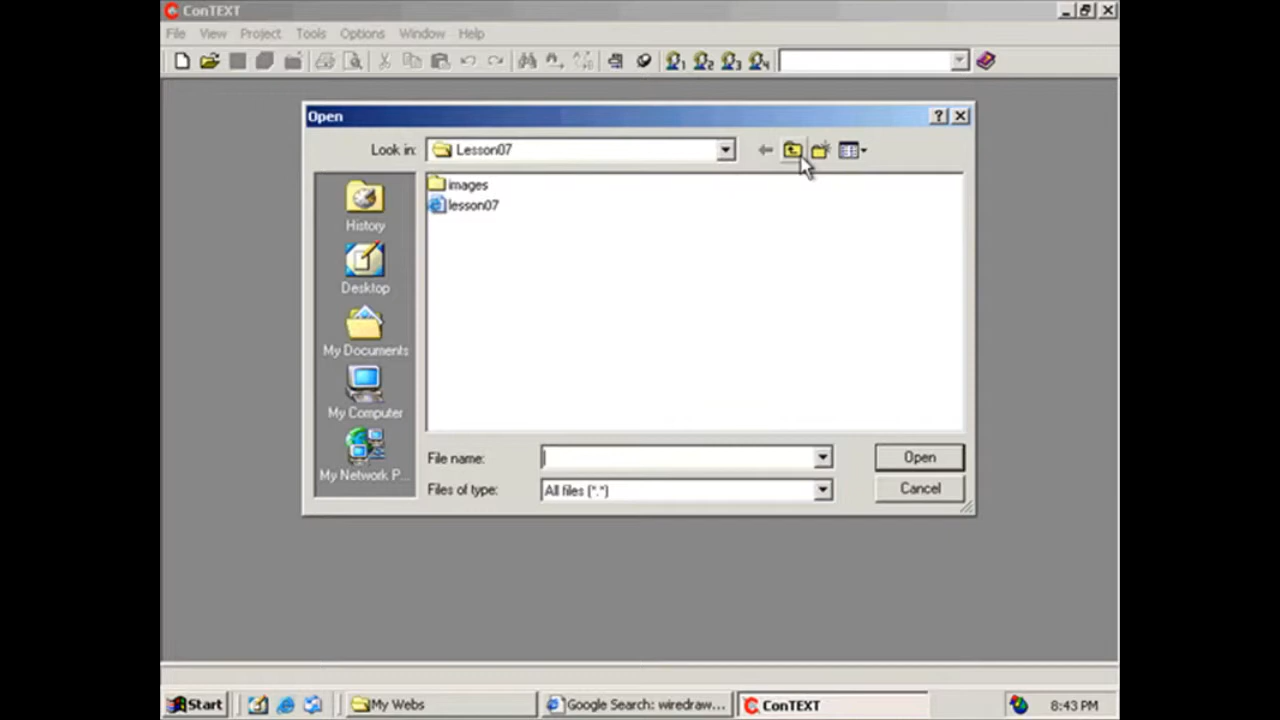 ConTEXT
File View Project Tools Options Window Help
Open
Look in: Lesson07
images
lesson07
History
Desktop
My Documents
My Computer
My Network P...
File name:
Open
Files of type: All files (*.*)
Cancel
Start My Webs Google Search: wiredraw... ConTEXT 8:43 PM